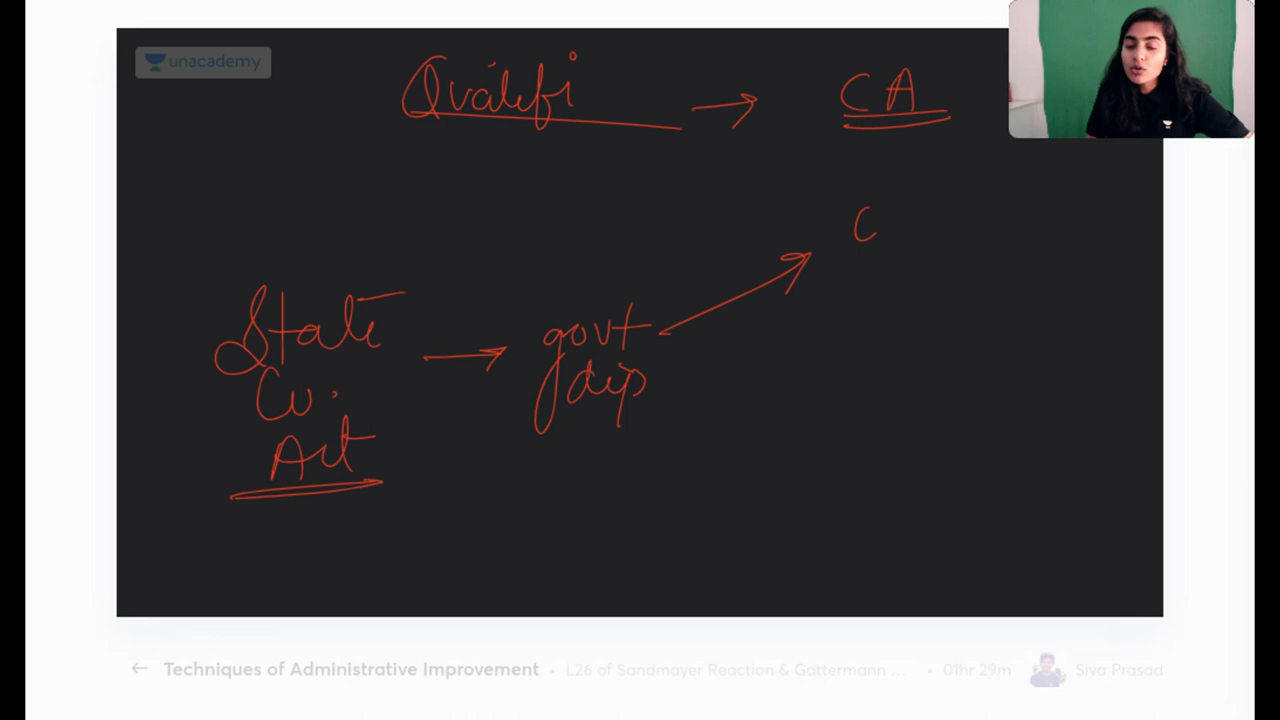 unacademy
Qualifi → CA
C
State → govt
dep
Co.
Act
← Techniques of Administrative Improvement • L26 of Sandmayer Reaction & Gattermann ... • 01hr 29m Siva Prasad